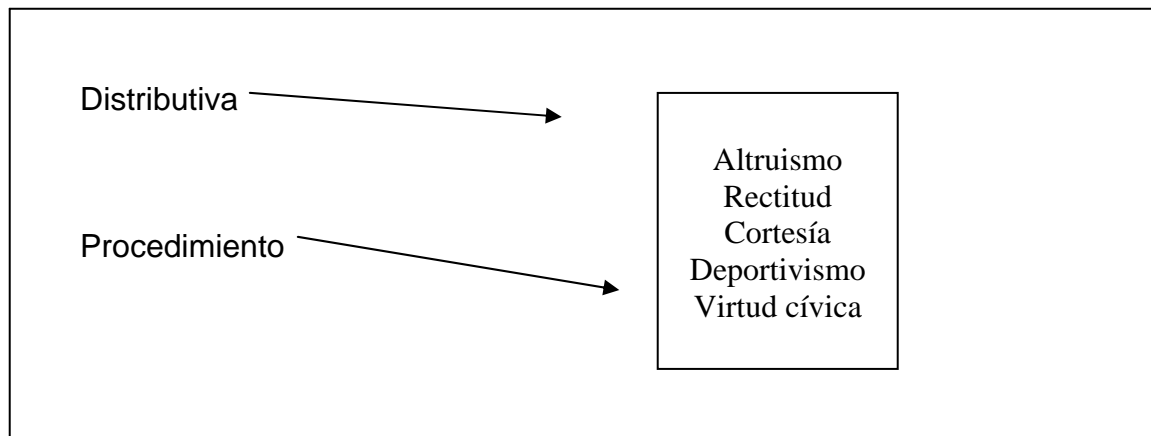 Distributiva
Procedimiento
Altruismo
Rectitud
Cortesía
Deportivismo
Virtud cívica